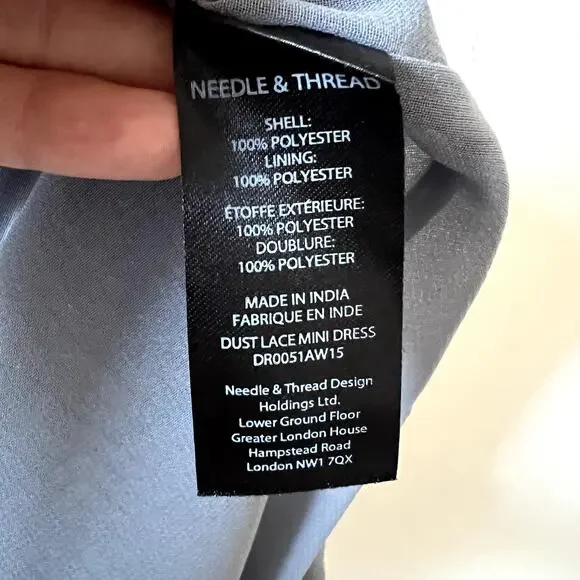 NEEDLE & THREAD
SHELL:
100% POLYESTER
LINING:
100% POLYESTER
ÉTOFFE EXTÉRIEURE:
100% POLYESTER
DOUBLURE:
100% POLYESTER
MADE IN INDIA
FABRIQUE EN INDE
DUST LACE MINI DRESS
DR0051AW15
Needle & Thread Design
Holdings Ltd.
Lower Ground Floor
Greater London House
Hampstead Road
London NW1 7QX